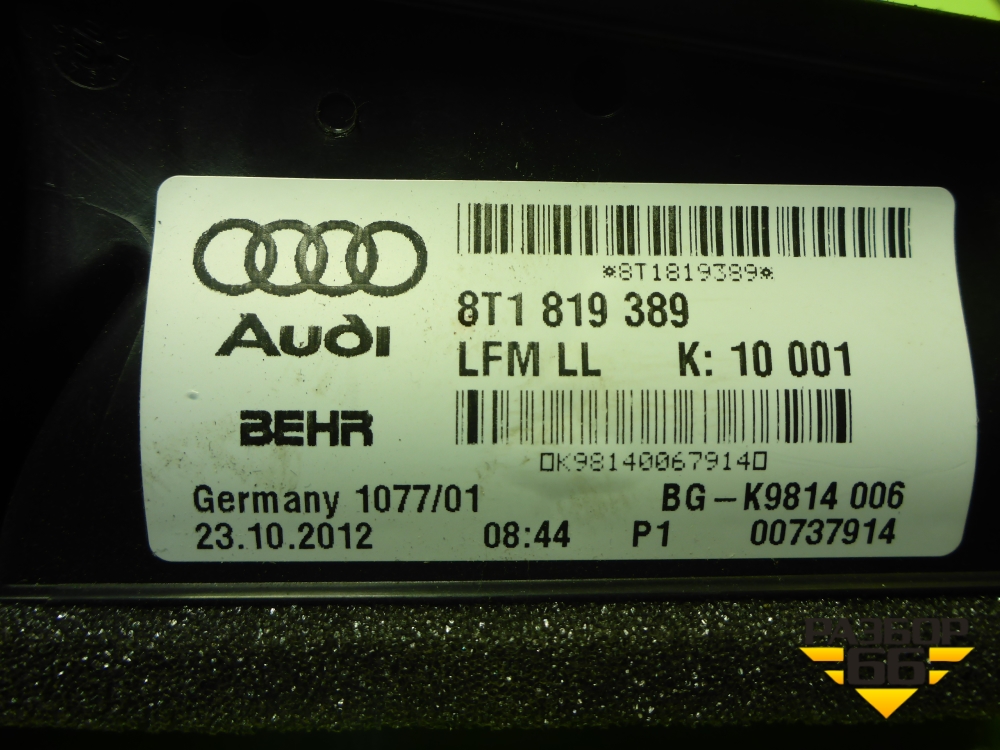 *8T1819389*
Audi
8T1 819 389
LFM LL K: 10 001
BEHR
K98140067914
Germany 1077/01 BG-K9814 006
23.10.2012 08:44 P1 00737914
РАЗБОР
66